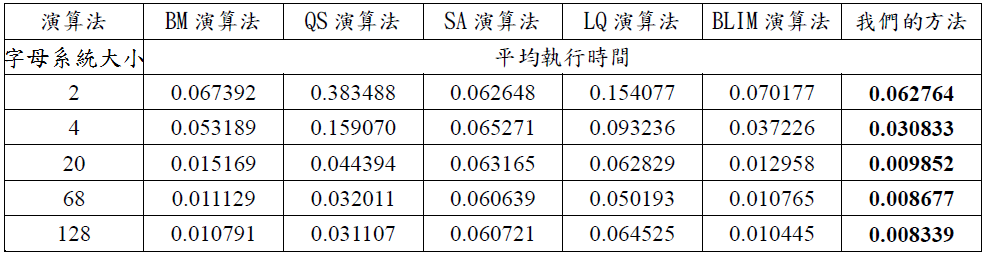 演算法 BM 演算法 QS 演算法 SA 演算法 LQ 演算法 BLIM 演算法 我們的方法
字母系統大小 平均執行時間
2 0.067392 0.383488 0.062648 0.154077 0.070177 0.062764
4 0.053189 0.159070 0.065271 0.093236 0.037226 0.030833
20 0.015169 0.044394 0.063165 0.062829 0.012958 0.009852
68 0.011129 0.032011 0.060639 0.050193 0.010765 0.008677
128 0.010791 0.031107 0.060721 0.064525 0.010445 0.008339